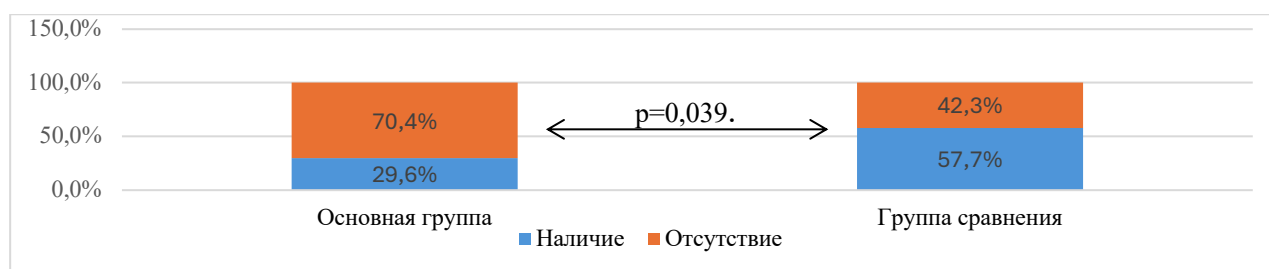 150,0%
100,0%
70,4%
42,3%
p=0,039.
50,0%
57,7%
29,6%
0,0%
Основная группа
Группа сравнения
Наличие
Отсутствие